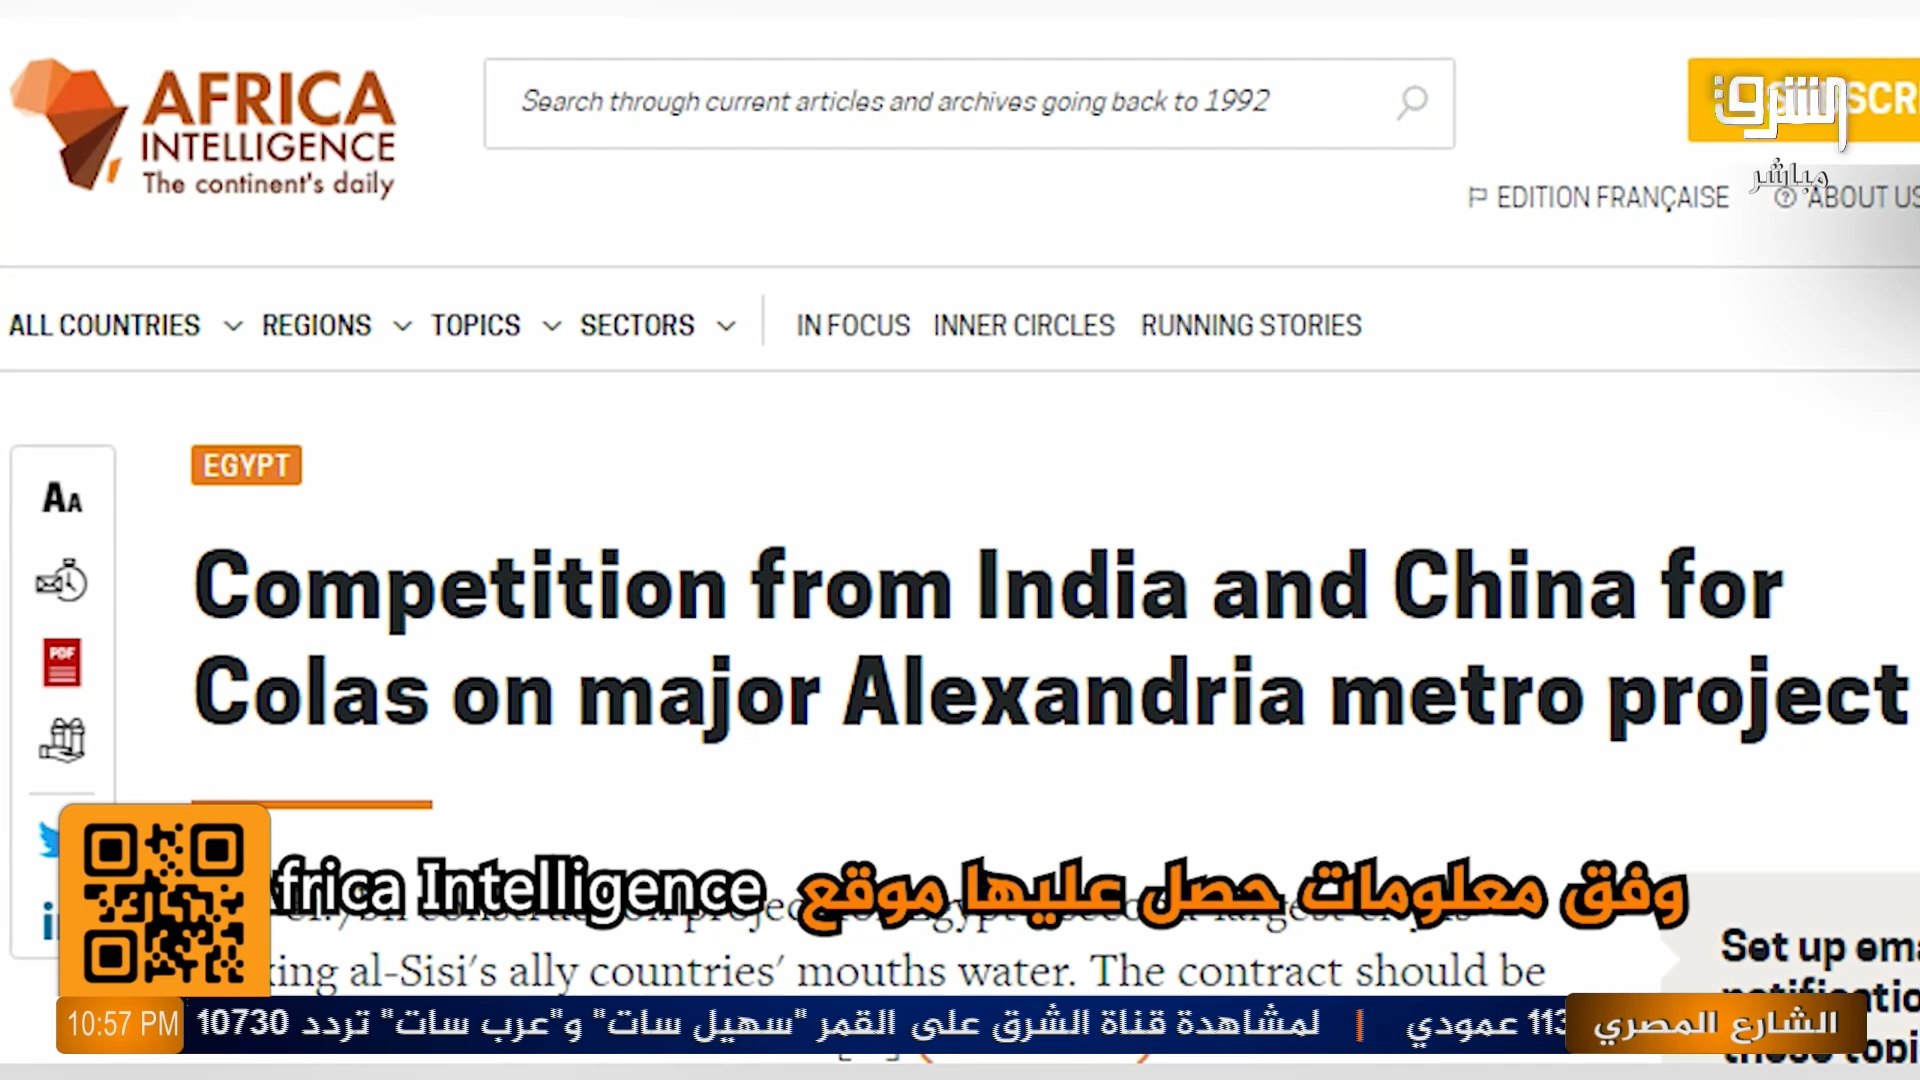 AFRICA
INTELLIGENCE
The continent's daily
Search through current articles and archives going back to 1992
الشرق
مباشر
EDITION FRANÇAISE
ABOUT US
ALL COUNTRIES
REGIONS
TOPICS
SECTORS
IN FOCUS
INNER CIRCLES
RUNNING STORIES
AA
PDF
EGYPT
Competition from India and China for
Colas on major Alexandria metro project
وفق معلومات حصل عليها موقع Africa Intelligence
al-Sisi's ally countries' mouths water. The contract should be
Set up
10:57 PM
عمودي | لمشاهدة قناة الشرق على القمر "سهيل سات" و"عرب سات" تردد 10730
الشارع المصري